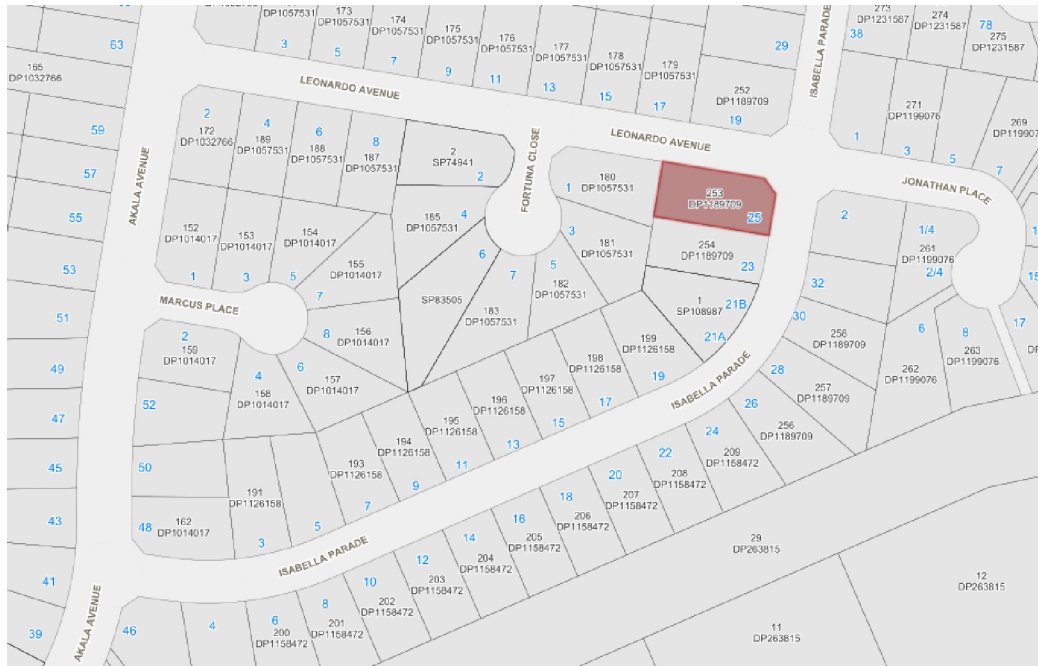 63
165
DP1032766
DP1032766
173
DP1057531
3
DP1057531
5
174
DP1057531
7
175
DP1057531
9
176
DP1057531
11
177
DP1057531
13
178
DP1057531
15
179
DP1057531
17
29
252
DP1189709
19
ISABELLA PARADE
273
DP1231587
38
274
DP1231587
78
275
DP1231587
LEONARDO AVENUE
59
57
55
53
51
49
47
45
43
41
39
AKALA AVENUE
2
172
DP1032766
4
189
DP1057531
6
188
DP1057531
8
187
DP1057531
2
SP74941
2
FORTUNA CLOSE
LEONARDO AVENUE
1
180
DP1057531
253
DP1189709
25
1
271
DP1199076
3
5
269
DP1199076
7
JONATHAN PLACE
152
DP1014017
1
153
DP1014017
3
154
DP1014017
5
155
DP1014017
7
185
DP1057531
4
6
7
5
3
181
DP1057531
182
DP1057531
183
DP1057531
SP83505
254
DP1189709
23
1
SP108987
21B
21A
2
1/4
261
DP1199076
2/4
32
30
MARCUS PLACE
2
159
DP1014017
4
158
DP1014017
6
157
DP1014017
8
156
DP1014017
258
DP1189709
28
257
DP1189709
26
256
DP1189709
6
262
DP1199076
8
263
DP1199076
17
15
199
DP1126158
19
198
DP1126158
17
197
DP1126158
15
196
DP1126158
13
195
DP1126158
11
194
DP1126158
9
193
DP1126158
7
ISABELLA PARADE
52
50
48
162
DP1014017
191
DP1126158
3
5
24
209
DP1158472
22
208
DP1158472
20
207
DP1158472
18
206
DP1158472
16
205
DP1158472
14
204
DP1158472
12
203
DP1158472
10
202
DP1158472
8
201
DP1158472
6
200
DP1158472
4
46
ISABELLA PARADE
AKALA AVENUE
29
DP263815
12
DP263815
11
DP263815